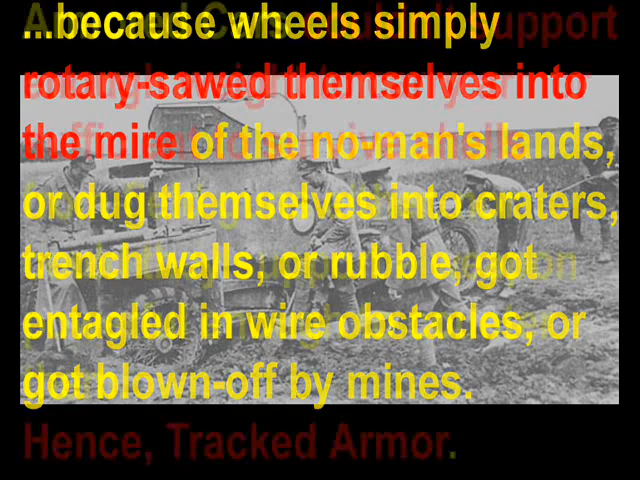 ...because wheels simply
rotary-sawed themselves into
the mire of the no-man's lands,
or dug themselves into craters,
trench walls, or rubble, got
entagled in wire obstacles, or
got blown-off by mines.
Hence, Tracked Armor.